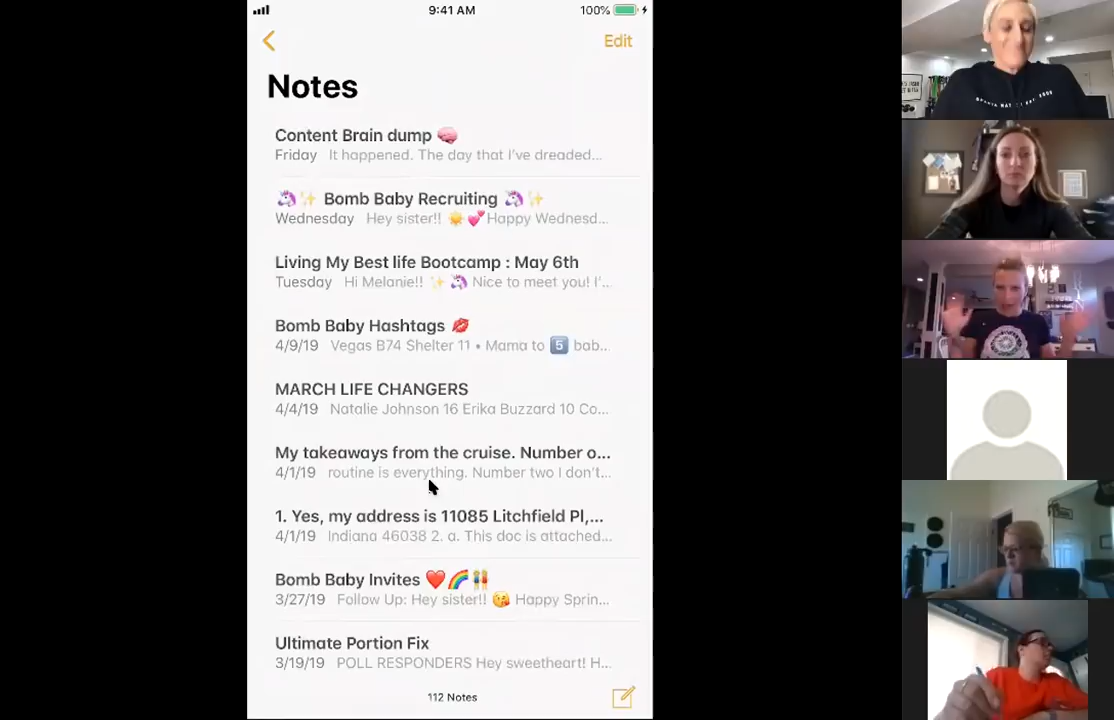 9:41 AM
100%
Edit
Notes
Content Brain dump 🧠
Friday It happened. The day that I've dreaded...
🦄✨ Bomb Baby Recruiting 🦄✨
Wednesday Hey sister!! ☀️💕Happy Wednesd...
Living My Best life Bootcamp : May 6th
Tuesday Hi Melanie!! ✨🦄 Nice to meet you! I'...
Bomb Baby Hashtags 💋
4/9/19 Vegas B74 Shelter 11 • Mama to 5️⃣ bab...
MARCH LIFE CHANGERS
4/4/19 Natalie Johnson 16 Erika Buzzard 10 Co...
My takeaways from the cruise. Number o...
4/1/19 routine is everything. Number two I don't...
1. Yes, my address is 11085 Litchfield Pl,...
4/1/19 Indiana 46038 2. a. This doc is attached...
Bomb Baby Invites ❤️🌈👭
3/27/19 Follow Up: Hey sister!! 😘 Happy Sprin...
Ultimate Portion Fix
3/19/19 POLL RESPONDERS Hey sweetheart! H...
112 Notes